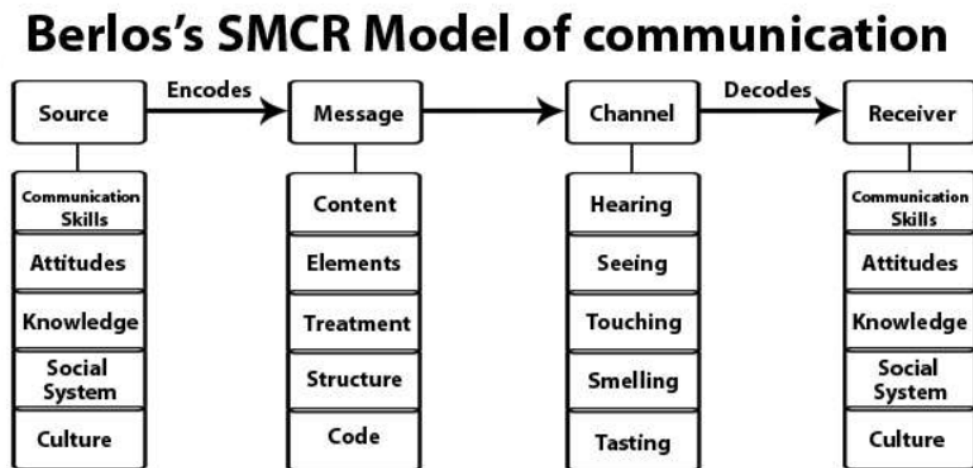 Berlos's SMCR Model of communication
Source
Encodes
Message
Channel
Decodes
Receiver
Communication
Skills
Attitudes
Knowledge
Social
System
Culture
Content
Elements
Treatment
Structure
Code
Hearing
Seeing
Touching
Smelling
Tasting
Communication
Skills
Attitudes
Knowledge
Social
System
Culture